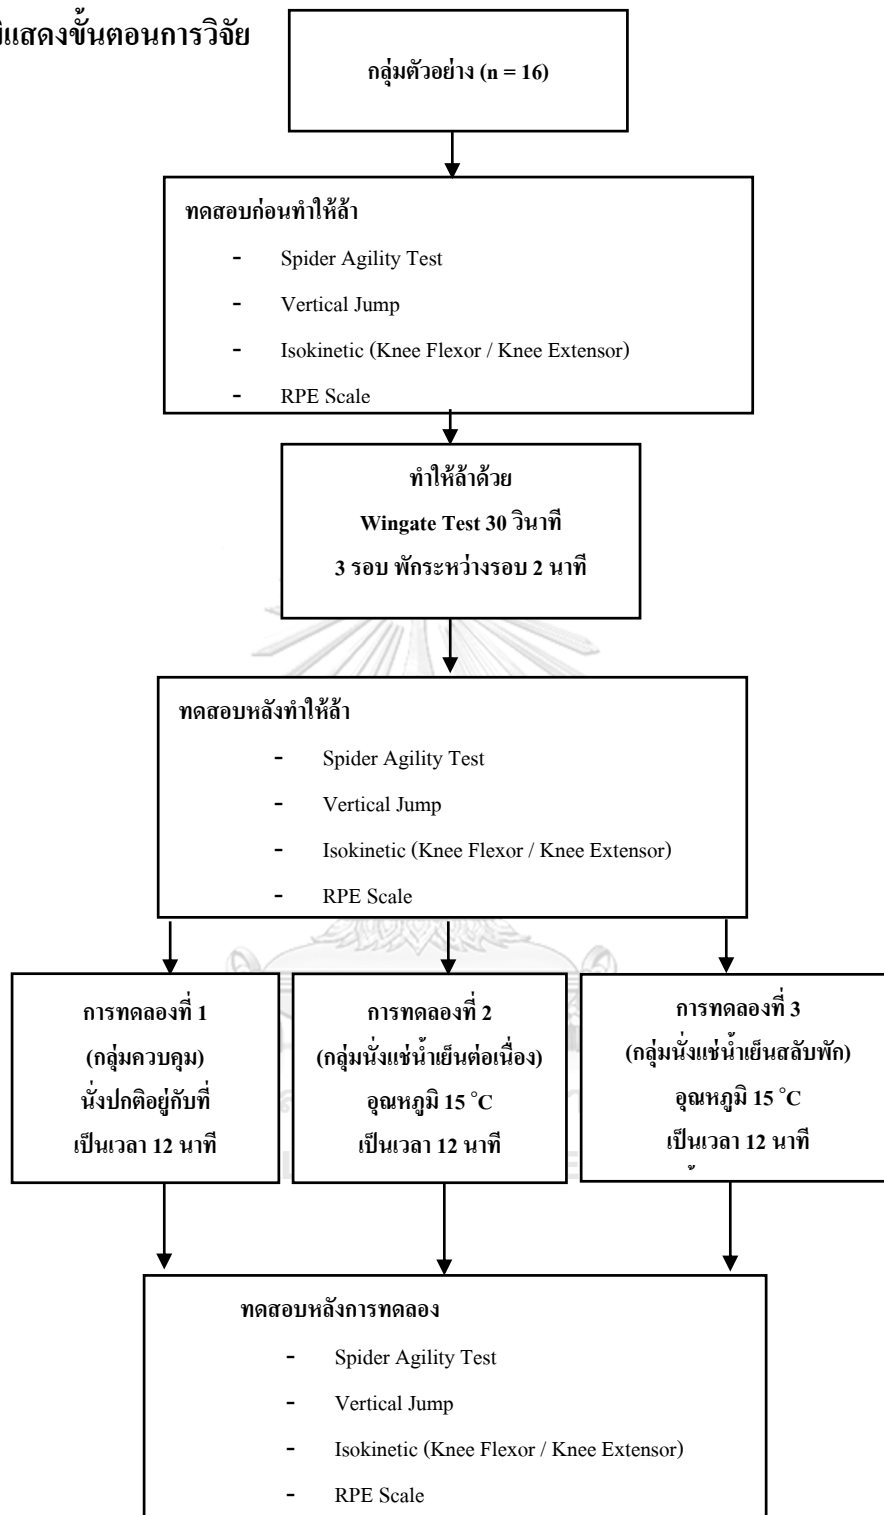 แสดงขั้นตอนการวิจัย
กลุ่มตัวอย่าง (n = 16)
ทดสอบก่อนทำให้ล้า
- Spider Agility Test
- Vertical Jump
- Isokinetic (Knee Flexor / Knee Extensor)
- RPE Scale
ทำให้ล้าด้วย
Wingate Test 30 วินาที
3 รอบ พักระหว่างรอบ 2 นาที
ทดสอบหลังทำให้ล้า
- Spider Agility Test
- Vertical Jump
- Isokinetic (Knee Flexor / Knee Extensor)
- RPE Scale
การทดลองที่ 1
(กลุ่มควบคุม)
นั่งปกติอยู่กับที่
เป็นเวลา 12 นาที
การทดลองที่ 2
(กลุ่มนั่งแช่น้ำเย็นต่อเนื่อง)
อุณหภูมิ 15 °C
เป็นเวลา 12 นาที
การทดลองที่ 3
(กลุ่มนั่งแช่น้ำเย็นสลับพัก)
อุณหภูมิ 15 °C
เป็นเวลา 12 นาที
ทดสอบหลังการทดลอง
- Spider Agility Test
- Vertical Jump
- Isokinetic (Knee Flexor / Knee Extensor)
- RPE Scale